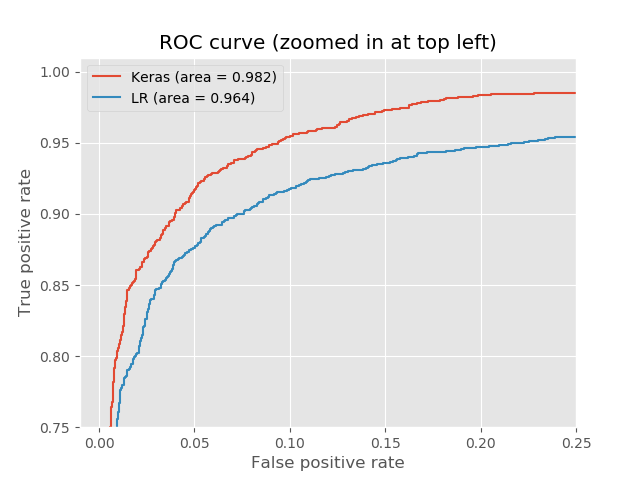 ROC curve (zoomed in at top left)
Keras (area = 0.982)
LR (area = 0.964)
True positive rate
1.00
0.95
0.90
0.85
0.80
0.75
0.00 0.05 0.10 0.15 0.20 0.25
False positive rate